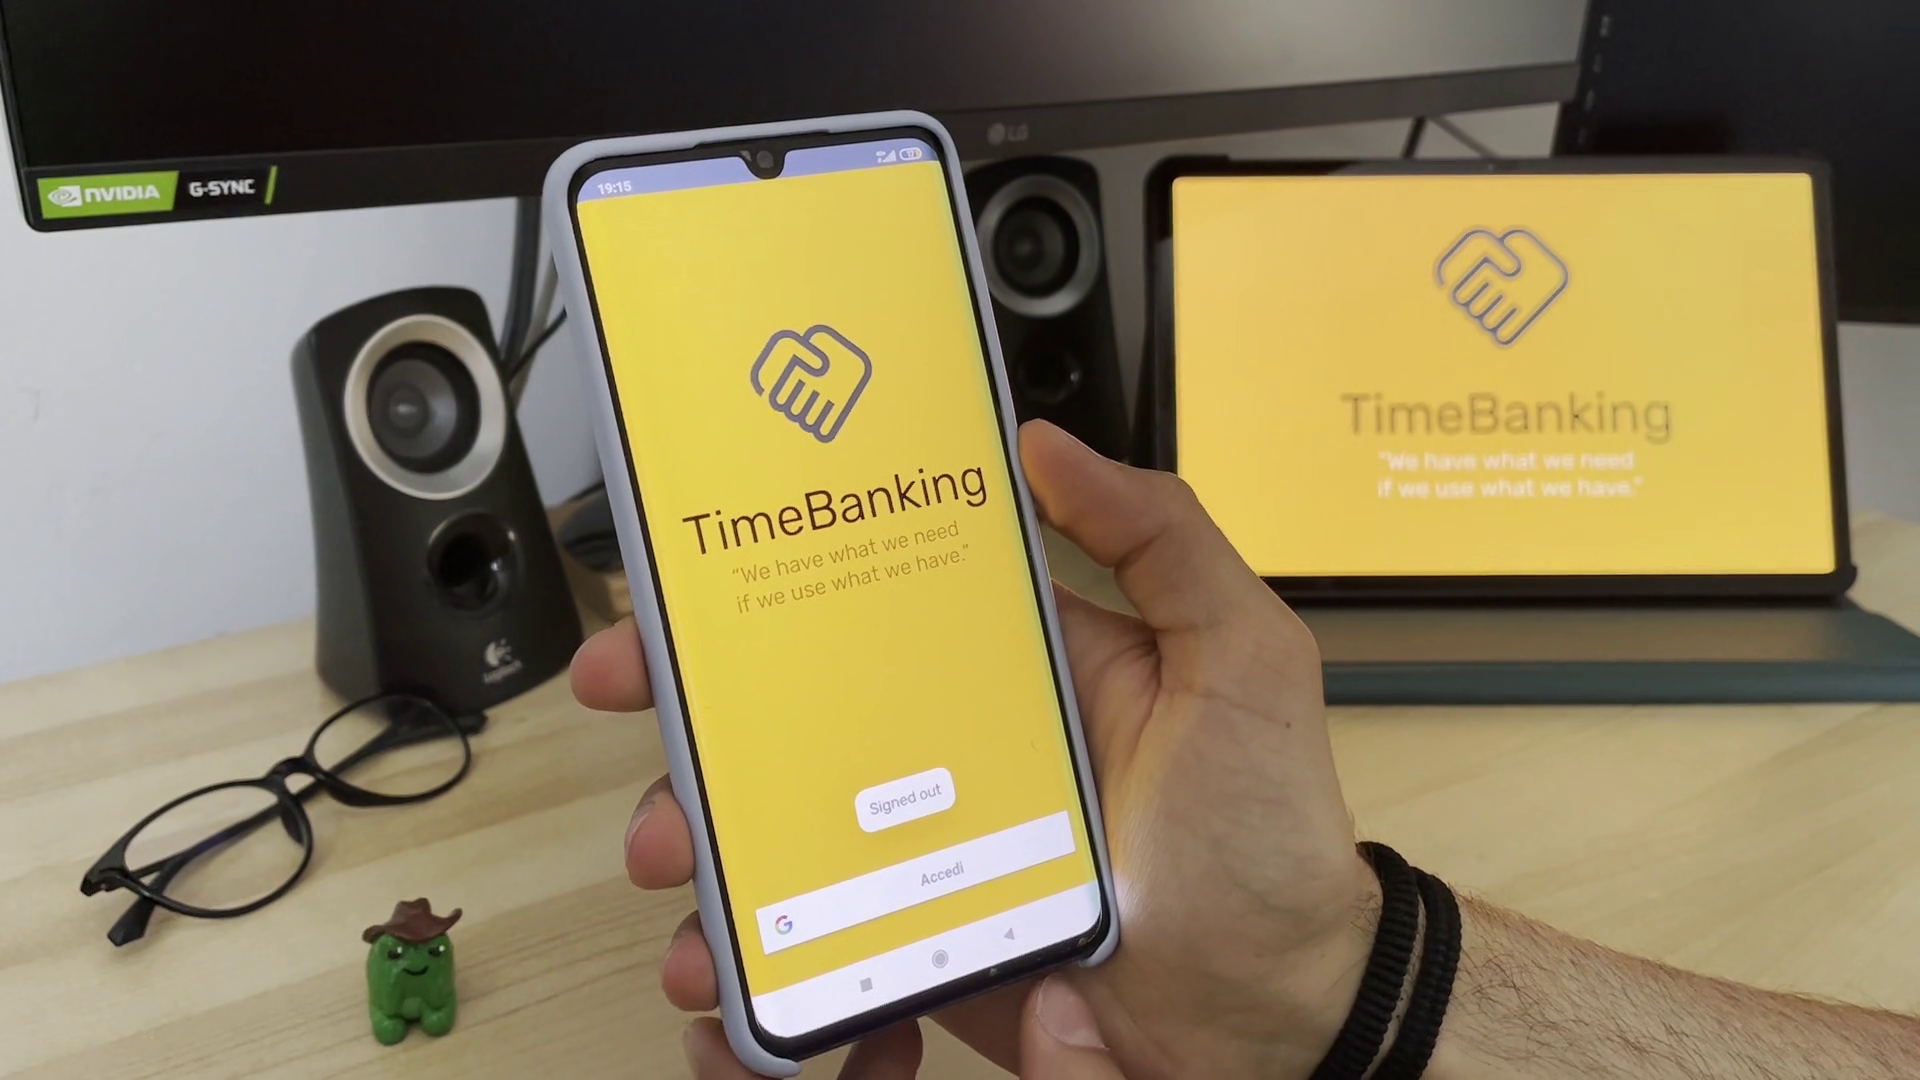 NVIDIA
G-SYNC
LG
19:15
TimeBanking
“We have what we need
if we use what we have.”
Signed out
G
Accedi
Logitech
TimeBanking
“We have what we need
if we use what we have.”